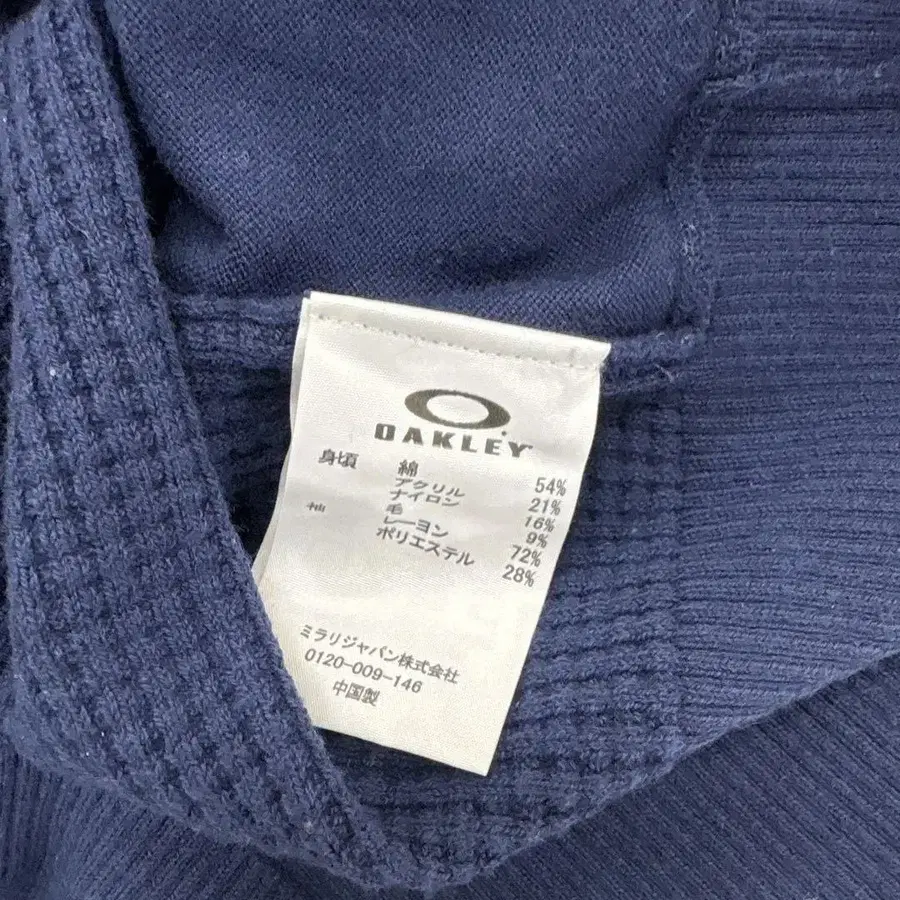 OAKLEY
身頃 綿 54%
アクリル 21%
ナイロン 16%
毛 9%
袖 レーヨン 72%
ポリエステル 28%
ミラリジャパン株式会社
0120-009-146
中国製